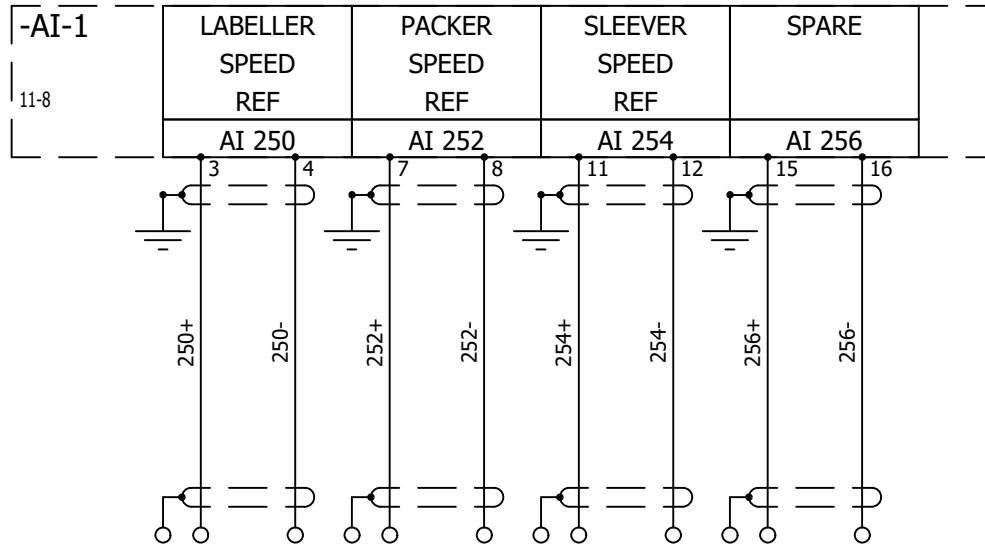 -AI-1
11-8
LABELLER
SPEED
REF
AI 250
PACKER
SPEED
REF
AI 252
SLEEVER
SPEED
REF
AI 254
SPARE
AI 256
3 4 7 8 11 12 15 16
250+ 250- 252+ 252- 254+ 254- 256+ 256-